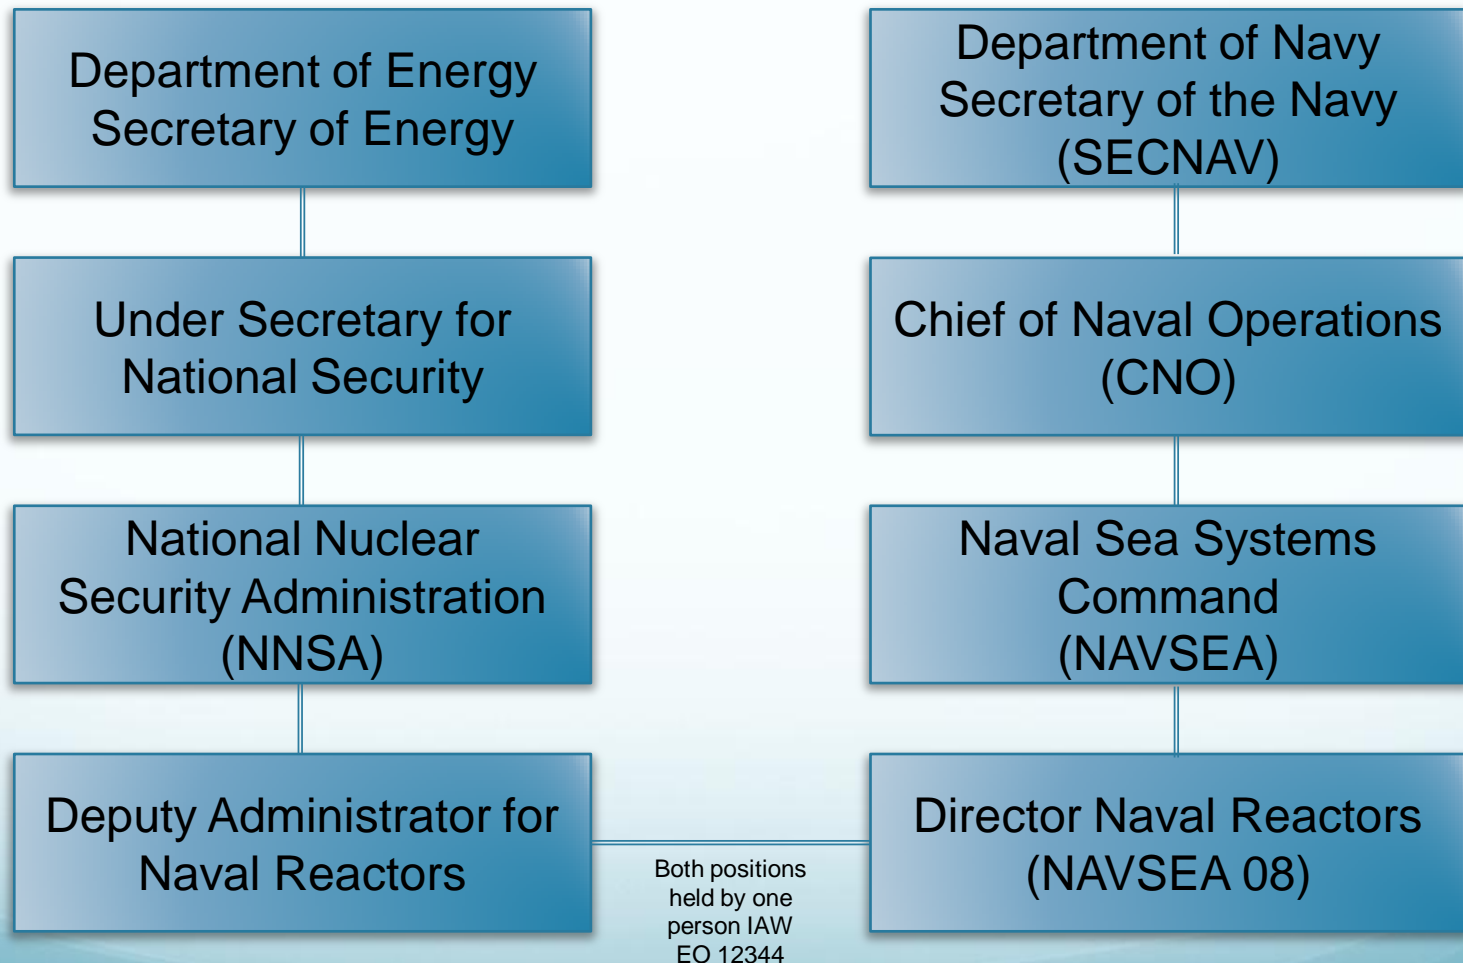 Department of Energy
Secretary of Energy
Under Secretary for
National Security
National Nuclear
Security Administration
(NNSA)
Deputy Administrator for
Naval Reactors
Both positions
held by one
person IAW
EO 12344
Department of Navy
Secretary of the Navy
(SECNAV)
Chief of Naval Operations
(CNO)
Naval Sea Systems
Command
(NAVSEA)
Director Naval Reactors
(NAVSEA 08)